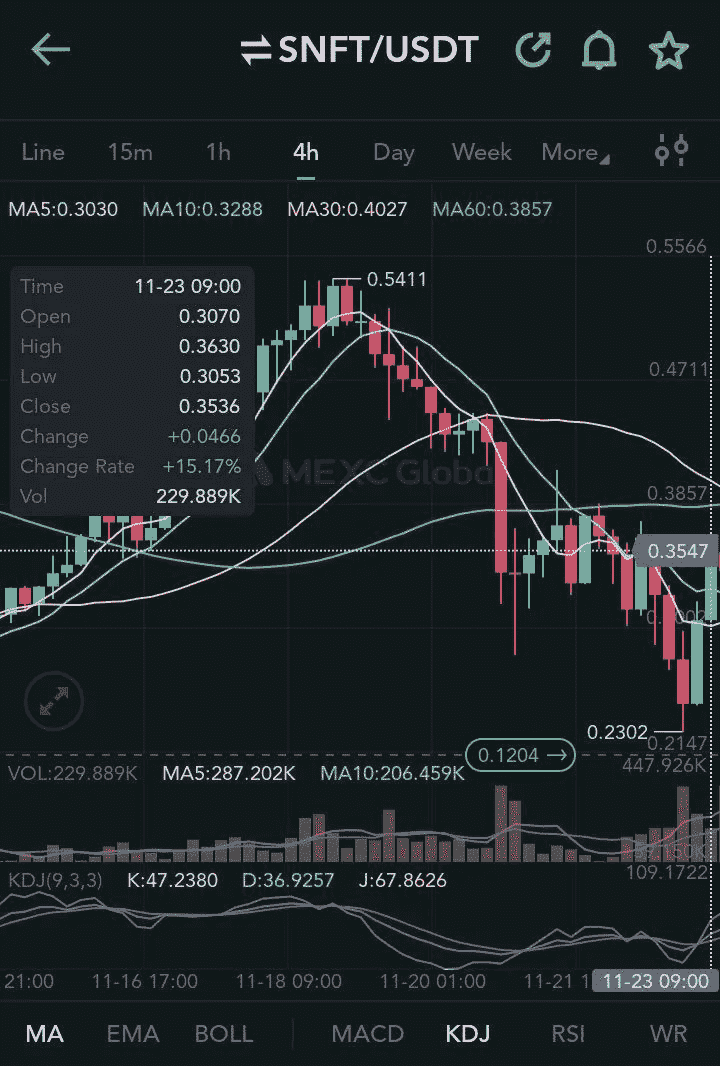 SNFT/USDT
Line 15m 1h 4h Day Week More
MA5:0.3030 MA10:0.3288 MA30:0.4027 MA60:0.3857
0.5566
Time 11-23 09:00
Open 0.3070
High 0.3630
Low 0.3053
Close 0.3536
Change +0.0466
Change Rate +15.17%
Vol 229.889K
0.5411
0.4711
MEXC Global
0.3857
0.3547
0.2302
0.2147
0.1204
447.926K
VOL:229.889K MA5:287.202K MA10:206.459K
109.1722
KDJ(9,3,3) K:47.2380 D:36.9257 J:67.8626
21:00 11-16 17:00 11-18 09:00 11-20 01:00 11-21 1 11-23 09:00
MA EMA BOLL MACD KDJ RSI WR